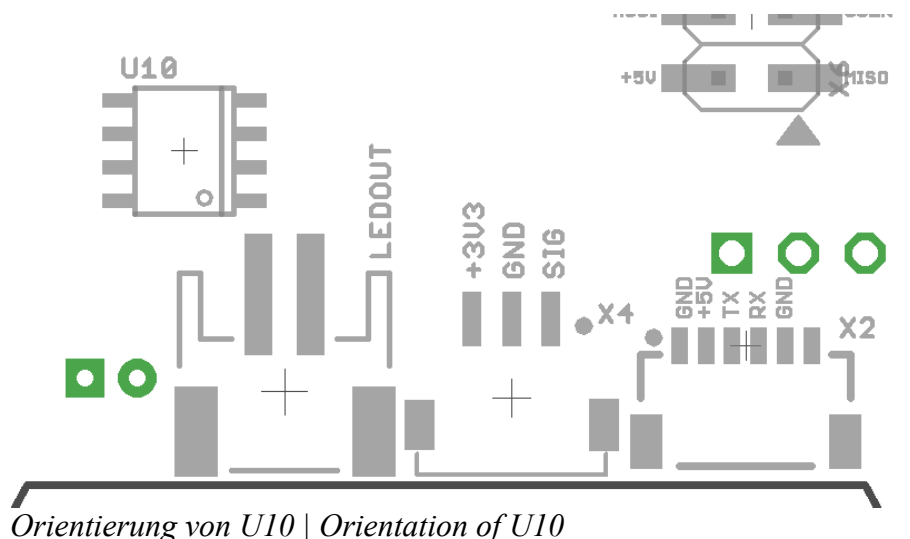 U10
+5V
MISO
X6
LEDOUT
+3V3
GND
SIG
X4
GND
+5V
TX
RX
GND
X2
Orientierung von U10 | Orientation of U10